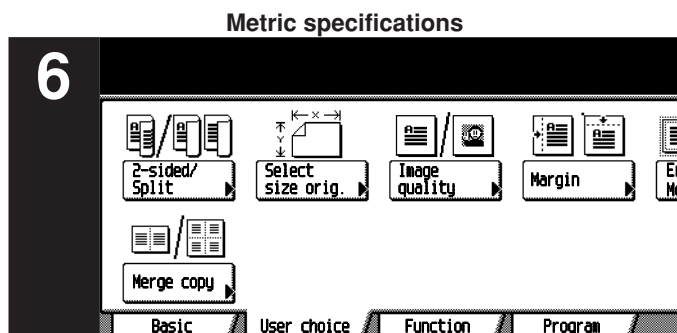 Metric specifications
6
2-sided/
Split
Select
size orig.
Image
quality
Margin
Merge copy
Basic
User choice
Function
Program